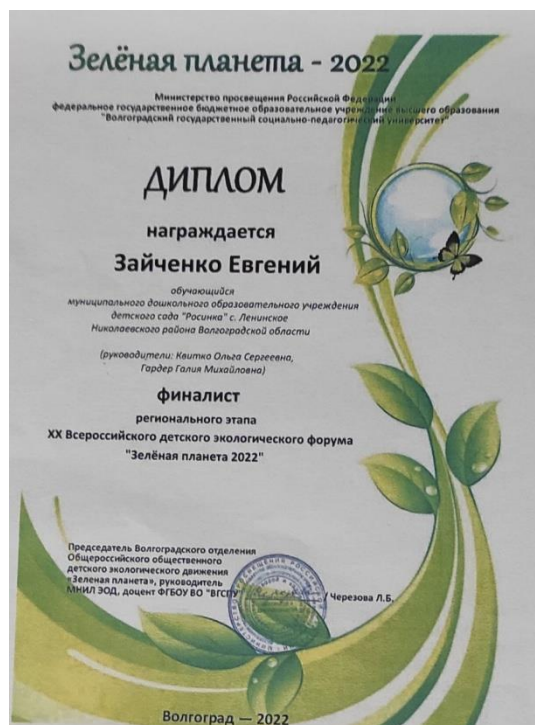 Зелёная планета - 2022
Министерство просвещения Российской Федерации
федеральное государственное бюджетное образовательное учреждение высшего образования
"Волгоградский государственный социально-педагогический университет"
ДИПЛОМ
награждается
Зайченко Евгений
обучающийся
муниципального дошкольного образовательного учреждения
детского сада "Росинка" с. Ленинское
Николаевского района Волгоградской области
(руководители: Квитко Ольга Сергеевна,
Гардер Галия Михайловна)
финалист
регионального этапа
XX Всероссийского детского экологического форума
"Зелёная планета 2022"
Председатель Волгоградского отделения
Общероссийского общественного
детского экологического движения
«Зеленая планета», руководитель
МНИЛ ЭОД, доцент ФГБОУ ВО "ВГСПУ / Черезова Л.Б.
Волгоград — 2022